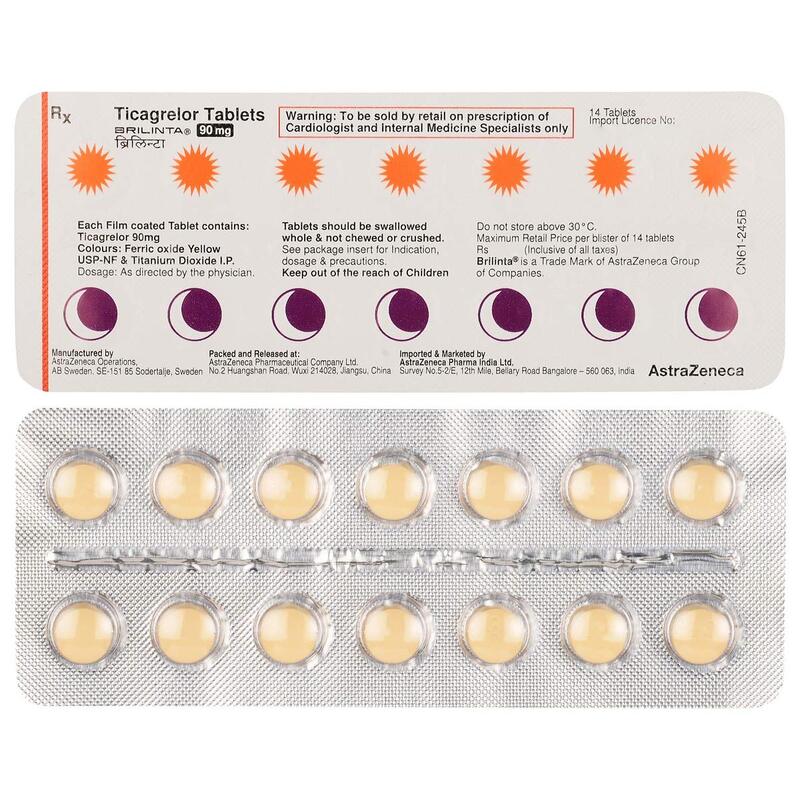 Rx
Ticagrelor Tablets
BRILINTA® 90 mg
ब्रिलिन्टा
Warning: To be sold by retail on prescription of
Cardiologist and Internal Medicine Specialists only
14 Tablets
Import Licence No:
Each Film coated Tablet contains:
Ticagrelor 90mg
Colours: Ferric oxide Yellow
USP-NF & Titanium Dioxide I.P.
Dosage: As directed by the physician.
Tablets should be swallowed
whole & not chewed or crushed.
See package insert for Indication,
dosage & precautions.
Keep out of the reach of Children
Do not store above 30°C.
Maximum Retail Price per blister of 14 tablets
Rs (Inclusive of all taxes)
Brilinta® is a Trade Mark of AstraZeneca Group
of Companies.
CN61-245B
Manufactured by
AstraZeneca Operations,
AB Sweden. SE-151 85 Sodertalje, Sweden
Packed and Released at:
AstraZeneca Pharmaceutical Company Ltd.
No.2 Huangshan Road, Wuxi 214028, Jiangsu, China
Imported & Marketed by
AstraZeneca Pharma India Ltd.
Survey No.5-2/E, 12th Mile, Bellary Road Bangalore – 560 063, india
AstraZeneca